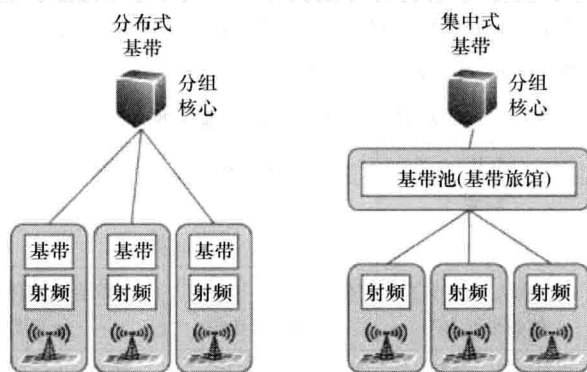 分布式
基带
分组
核心
基带 基带 基带
射频 射频 射频
集中式
基带
分组
核心
基带池(基带旅馆)
射频 射频 射频